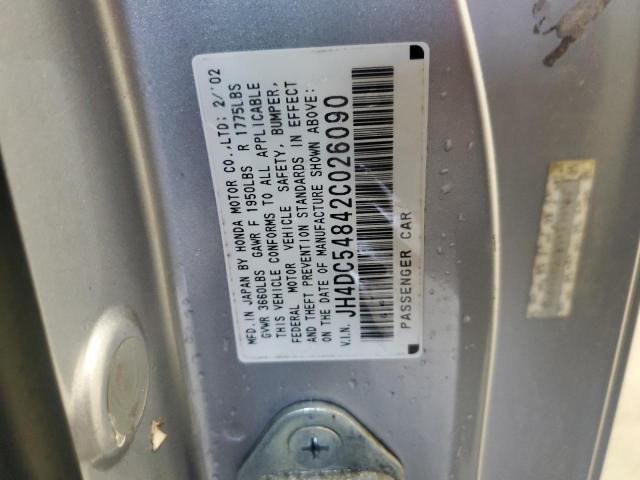 MFD. IN JAPAN BY HONDA MOTOR CO.,LTD: 2/'02
GVWR 3660LBS GAWR F 1950LBS R 1775LBS
THIS VEHICLE CONFORMS TO ALL APPLICABLE
FEDERAL MOTOR VEHICLE SAFETY, BUMPER,
AND THEFT PREVENTION STANDARDS IN EFFECT
ON THE DATE OF MANUFACTURE SHOWN ABOVE:
V.I.N. JH4DC54842C026090
PASSENGER CAR